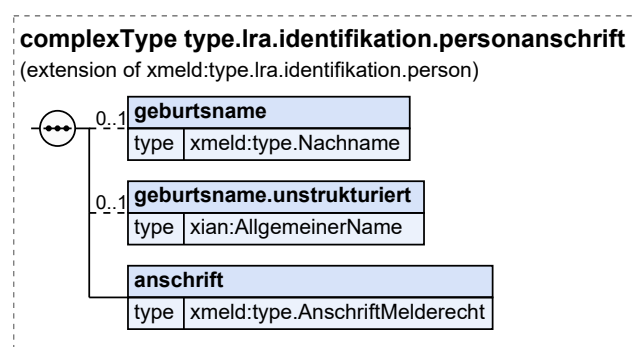 complexType type.lra.identifikation.personanschrift
(extension of xmeld:type.lra.identifikation.person)
0..1 geburtsname
type xmeld:type.Nachname
0..1 geburtsname.unstrukturiert
type xian:AllgemeinerName
anschrift
type xmeld:type.AnschriftMelderecht